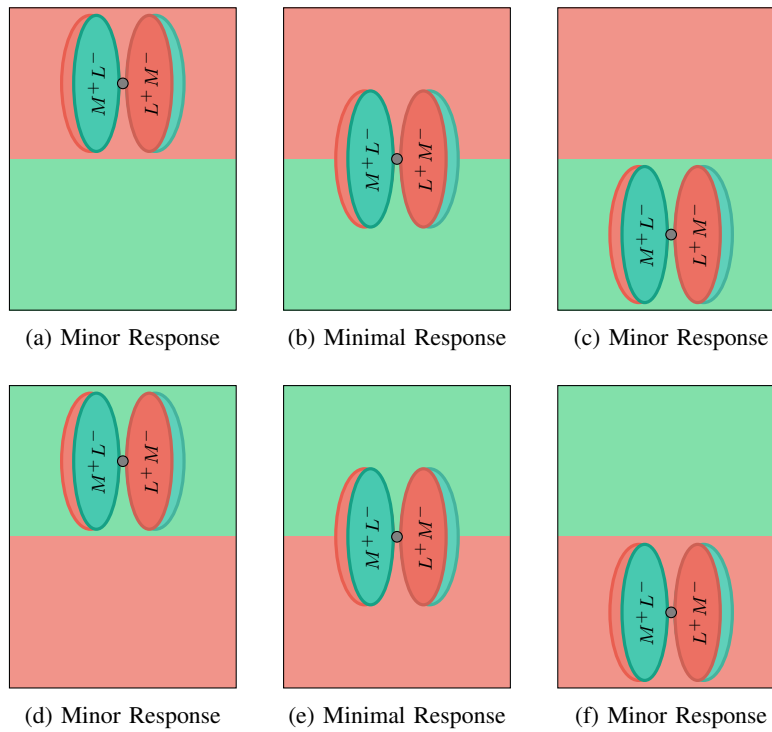 M⁺L⁻ L⁺M⁻ M⁺L⁻ L⁺M⁻ M⁺L⁻ L⁺M⁻
(a) Minor Response (b) Minimal Response (c) Minor Response
M⁺L⁻ L⁺M⁻ M⁺L⁻ L⁺M⁻ M⁺L⁻ L⁺M⁻
(d) Minor Response (e) Minimal Response (f) Minor Response